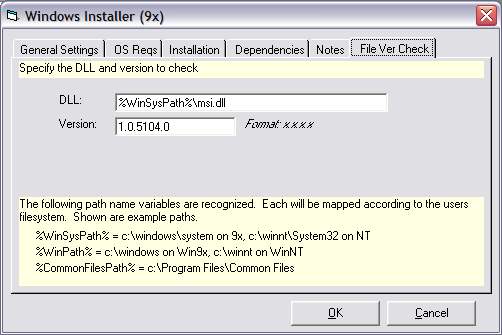 Windows Installer (9x)
General Settings OS Reqs Installation Dependencies Notes File Ver Check
Specify the DLL and version to check
DLL: %WinSysPath%\msi.dll
Version: 1.0.5104.0 Format: x.x.x.x
The following path name variables are recognized. Each will be mapped according to the users
filesystem. Shown are example paths.
%WinSysPath% = c:\windows\system on 9x, c:\winnt\System32 on NT
%WinPath% = c:\windows on Win9x, c:\winnt on WinNT
%CommonFilesPath% = c:\Program Files\Common Files
OK Cancel